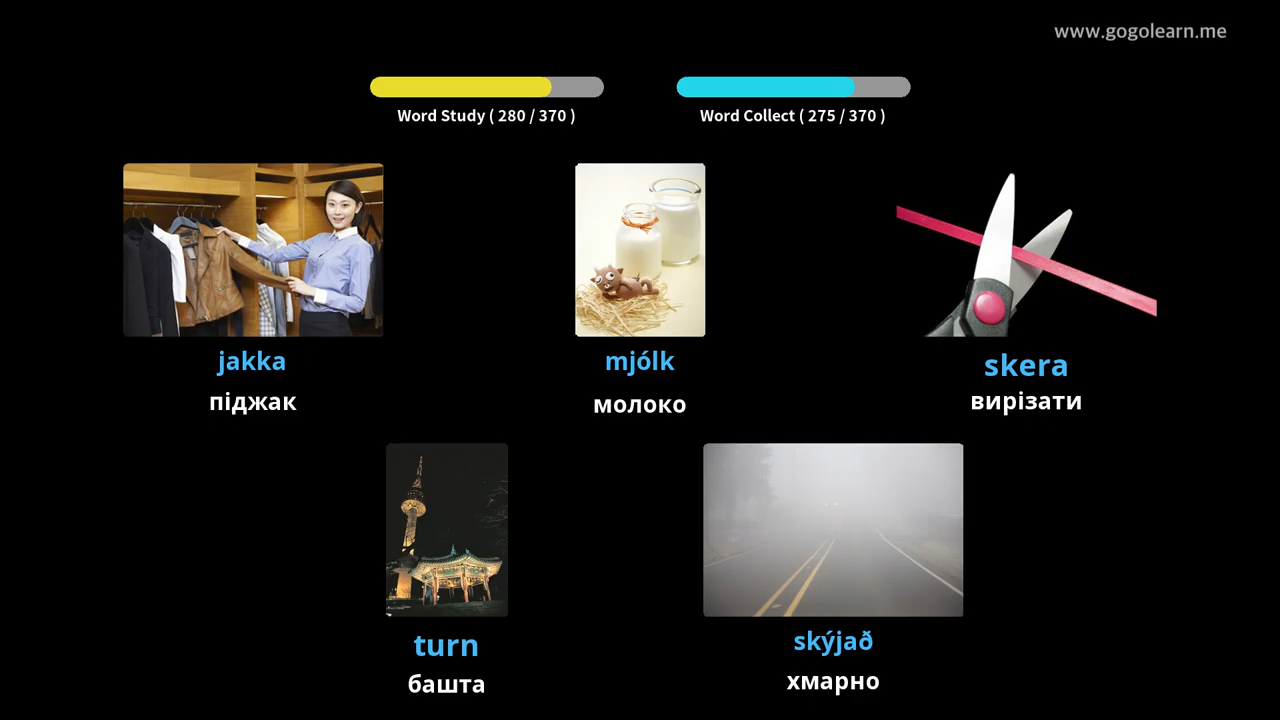 www.gogolearn.me
Word Study ( 280 / 370 )
Word Collect ( 275 / 370 )
jakka
піджак
mjólk
молоко
skera
вирізати
turn
башта
skýjað
хмарно